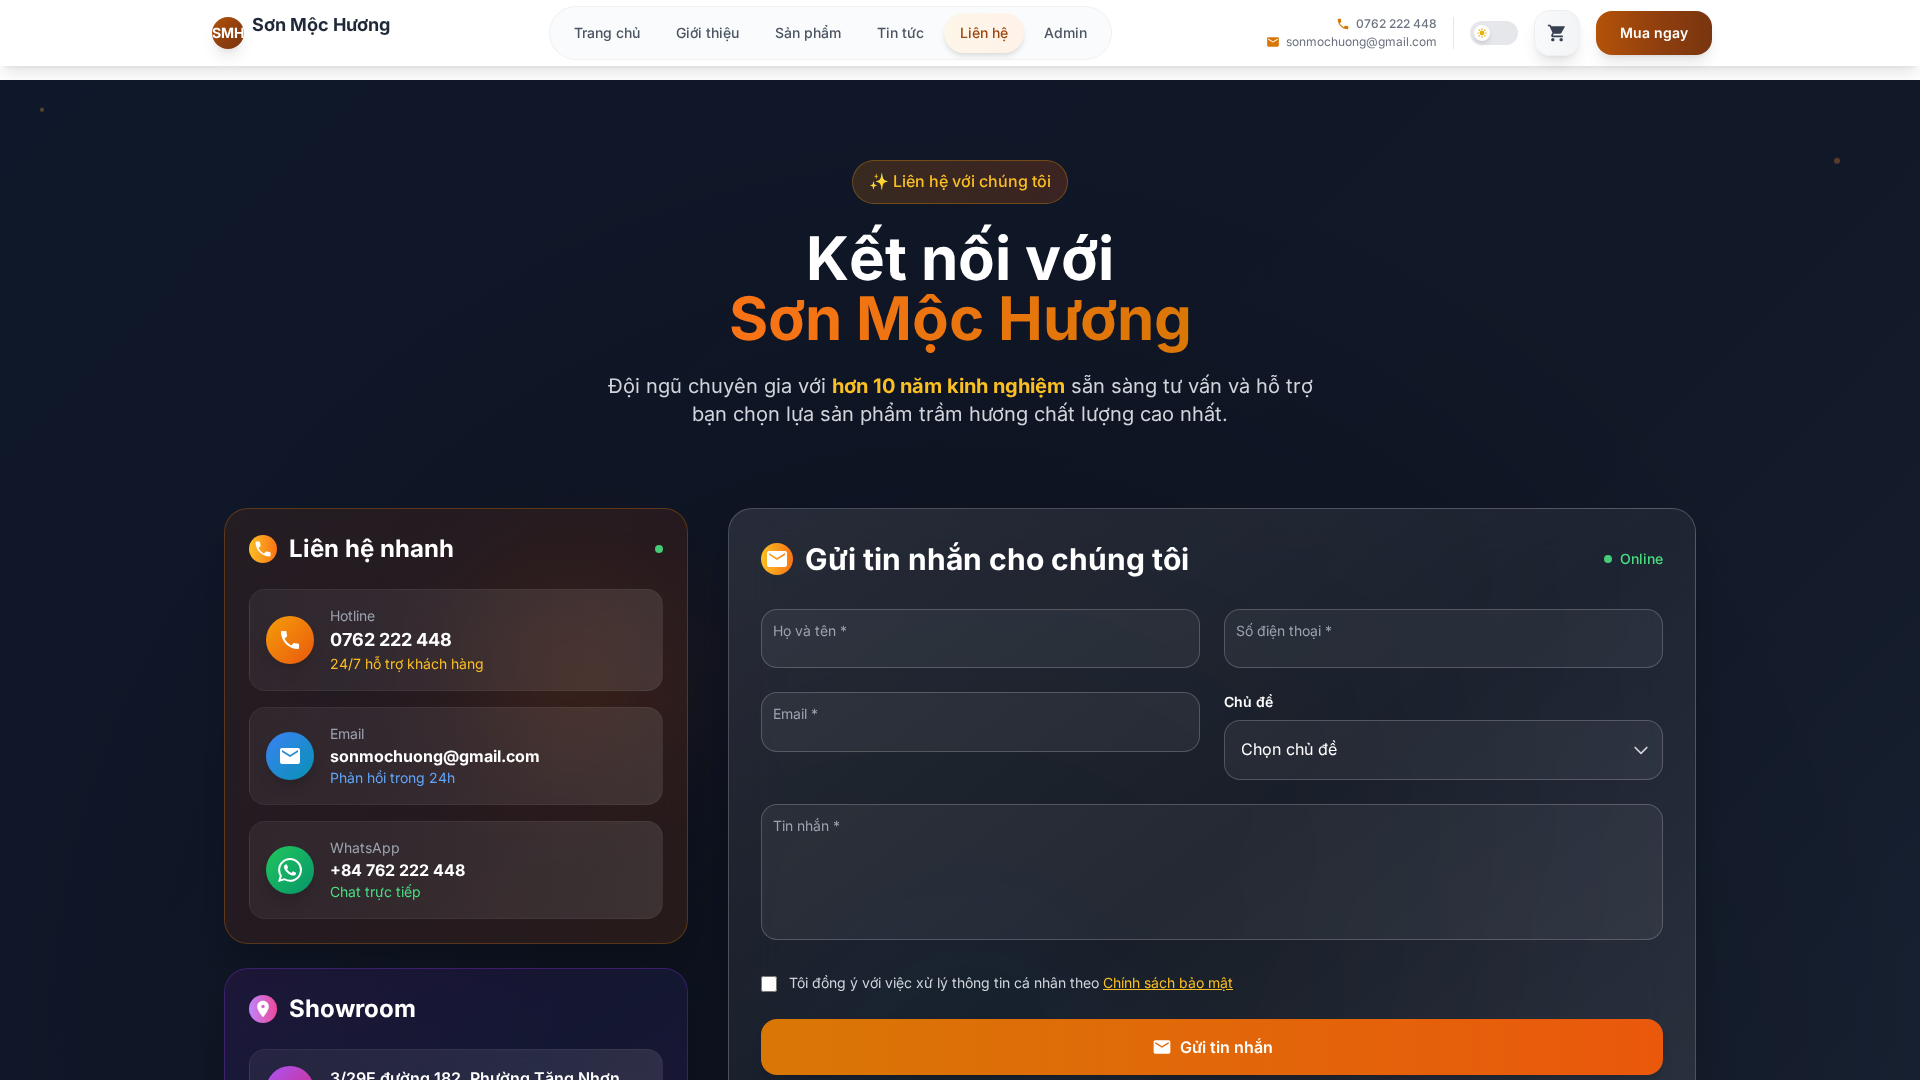 SMH
Sơn Mộc Hương
Trang chủ
Giới thiệu
Sản phẩm
Tin tức
Liên hệ
Admin
0762 222 448
sonmochuong@gmail.com
Mua ngay
✨ Liên hệ với chúng tôi
Kết nối với
Sơn Mộc Hương
Đội ngũ chuyên gia với hơn 10 năm kinh nghiệm sẵn sàng tư vấn và hỗ trợ
bạn chọn lựa sản phẩm trầm hương chất lượng cao nhất.
Liên hệ nhanh
Hotline
0762 222 448
24/7 hỗ trợ khách hàng
Email
sonmochuong@gmail.com
Phản hồi trong 24h
WhatsApp
+84 762 222 448
Chat trực tiếp
Showroom
3/29E đường 182, Phường Tăng Nhơn
Gửi tin nhắn cho chúng tôi
Online
Họ và tên *
Số điện thoại *
Email *
Chủ đề
Chọn chủ đề
Tin nhắn *
Tôi đồng ý với việc xử lý thông tin cá nhân theo Chính sách bảo mật
Gửi tin nhắn